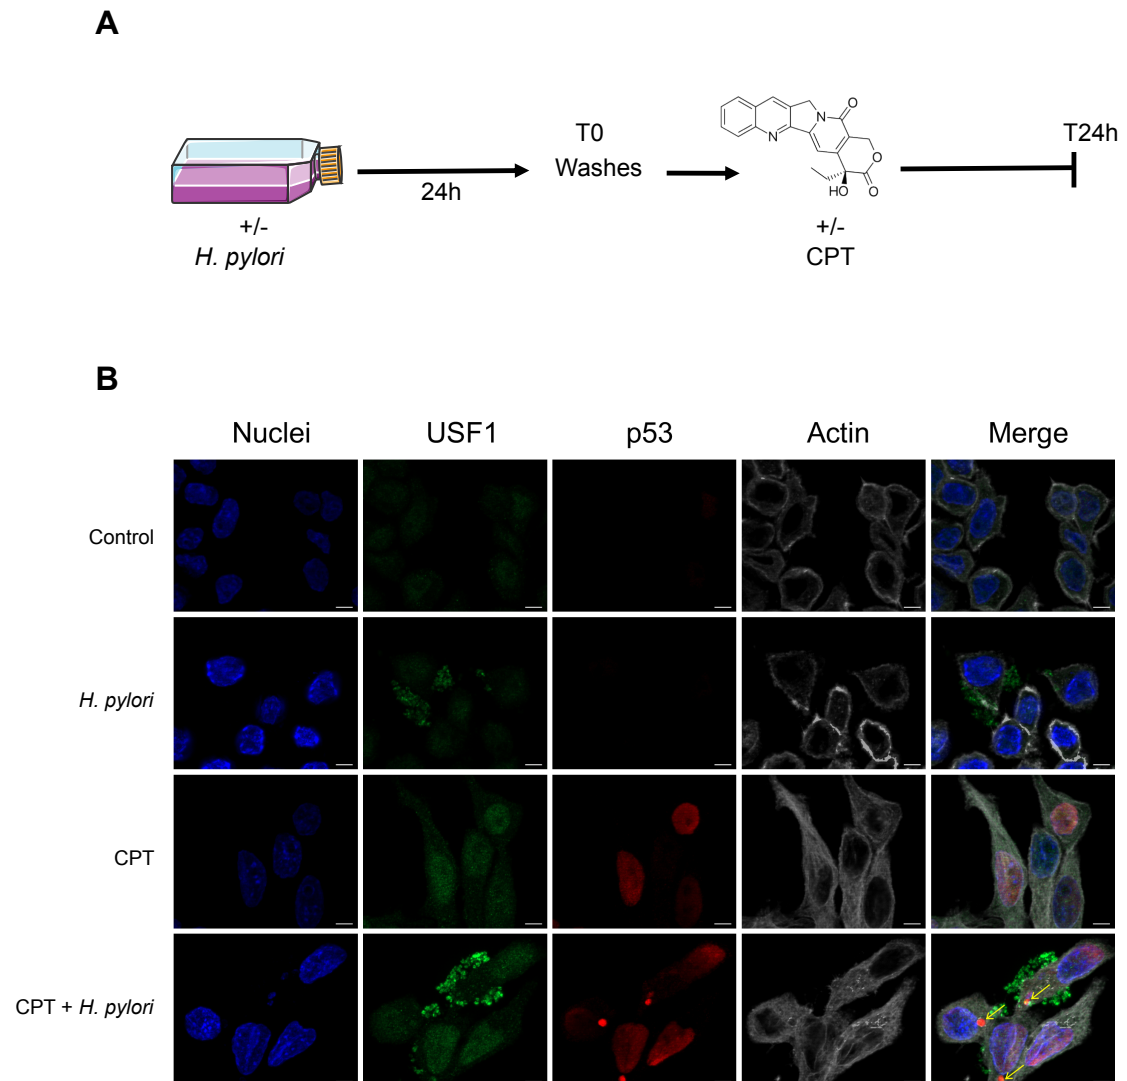 A
N
O
N
O
HO
O
T0
Washes
T24h
24h
+/-
H. pylori
+/-
CPT
B
Nuclei
USF1
p53
Actin
Merge
Control
H. pylori
CPT
CPT + H. pylori